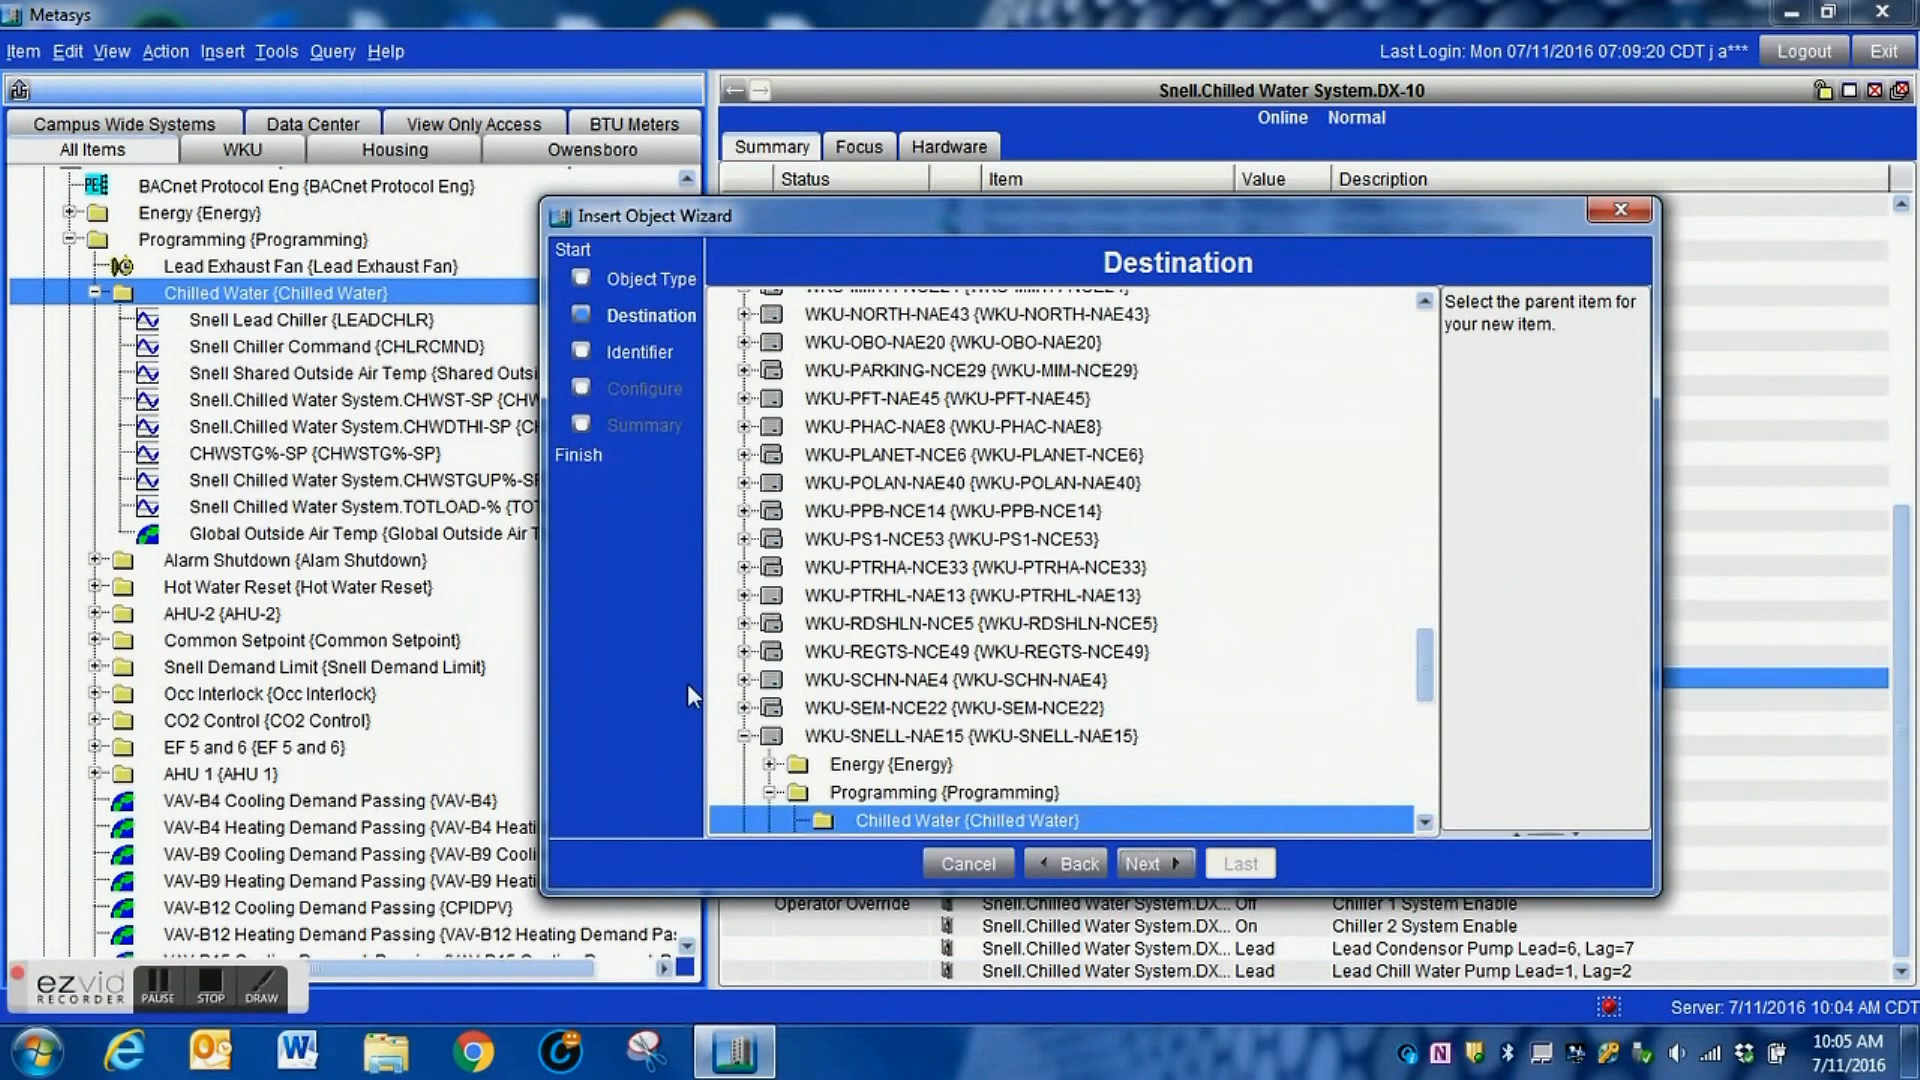 Metasys
Item Edit View Action Insert Tools Query Help
Last Login: Mon 07/11/2016 07:09:20 CDT j a***
Logout
Exit
Snell.Chilled Water System.DX-10
Online Normal
Campus Wide Systems
Data Center
View Only Access
BTU Meters
All Items
WKU
Housing
Owensboro
Summary
Focus
Hardware
Status
Item
Value
Description
BACnet Protocol Eng {BACnet Protocol Eng}
Energy {Energy}
Programming {Programming}
Lead Exhaust Fan {Lead Exhaust Fan}
Chilled Water {Chilled Water}
Snell Lead Chiller {LEADCHLR}
Snell Chiller Command {CHLRCMND}
Snell Shared Outside Air Temp {Shared Outsi
Snell.Chilled Water System.CHWST-SP {CHW
Snell.Chilled Water System.CHWDTHI-SP {C
CHWSTG%-SP {CHWSTG%-SP}
Snell Chilled Water System.CHWSTGUP%-SF
Snell Chilled Water System.TOTLOAD-% {TOT
Global Outside Air Temp {Global Outside Air T
Alarm Shutdown {Alam Shutdown}
Hot Water Reset {Hot Water Reset}
AHU-2 {AHU-2}
Common Setpoint {Common Setpoint}
Snell Demand Limit {Snell Demand Limit}
Occ Interlock {Occ Interlock}
CO2 Control {CO2 Control}
EF 5 and 6 {EF 5 and 6}
AHU 1 {AHU 1}
VAV-B4 Cooling Demand Passing {VAV-B4}
VAV-B4 Heating Demand Passing {VAV-B4 Heati
VAV-B9 Cooling Demand Passing {VAV-B9 Cooli
VAV-B9 Heating Demand Passing {VAV-B9 Heati
VAV-B12 Cooling Demand Passing {CPIDPV}
VAV-B12 Heating Demand Passing {VAV-B12 Heating Demand Pa
Insert Object Wizard
Start
Object Type
Destination
Identifier
Configure
Summary
Finish
Destination
WKU-NORTH-NAE43 {WKU-NORTH-NAE43}
WKU-OBO-NAE20 {WKU-OBO-NAE20}
WKU-PARKING-NCE29 {WKU-MIM-NCE29}
WKU-PFT-NAE45 {WKU-PFT-NAE45}
WKU-PHAC-NAE8 {WKU-PHAC-NAE8}
WKU-PLANET-NCE6 {WKU-PLANET-NCE6}
WKU-POLAN-NAE40 {WKU-POLAN-NAE40}
WKU-PPB-NCE14 {WKU-PPB-NCE14}
WKU-PS1-NCE53 {WKU-PS1-NCE53}
WKU-PTRHA-NCE33 {WKU-PTRHA-NCE33}
WKU-PTRHL-NAE13 {WKU-PTRHL-NAE13}
WKU-RDSHLN-NCE5 {WKU-RDSHLN-NCE5}
WKU-REGTS-NCE49 {WKU-REGTS-NCE49}
WKU-SCHN-NAE4 {WKU-SCHN-NAE4}
WKU-SEM-NCE22 {WKU-SEM-NCE22}
WKU-SNELL-NAE15 {WKU-SNELL-NAE15}
Energy {Energy}
Programming {Programming}
Chilled Water {Chilled Water}
Select the parent item for
your new item.
Cancel
Back
Next
Last
Operator Override Snell.Chilled Water System.DX... Off Chiller 1 System Enable
Snell.Chilled Water System.DX... On Chiller 2 System Enable
Snell.Chilled Water System.DX... Lead Lead Condensor Pump Lead=6, Lag=7
Snell.Chilled Water System.DX... Lead Lead Chill Water Pump Lead=1, Lag=2
ezvid
RECORDER
PAUSE
STOP
DRAW
Server: 7/11/2016 10:04 AM CDT
10:05 AM
7/11/2016